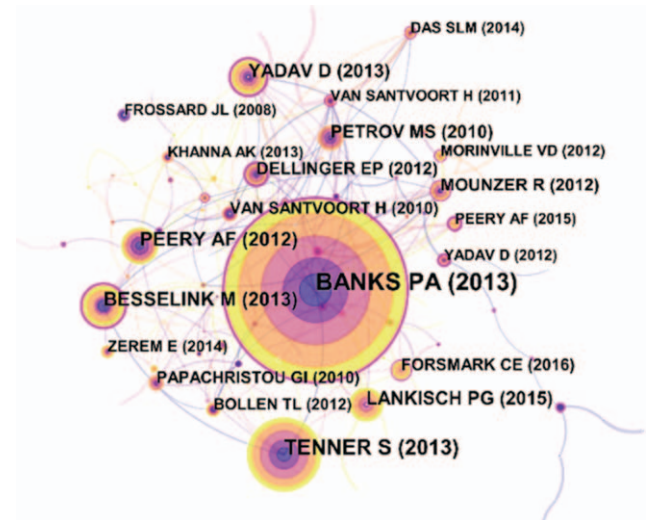 DAS SLM (2014)
YADAV D (2013)
VAN SANTVOORT H (2011)
FROSSARD JL (2008)
PETROV MS (2010)
KHANNA AK (2013)
MORINVILLE VD (2012)
DELLINGER EP (2012)
MOUNZER R (2012)
VAN SANTVOORT H (2010)
PEERY AF (2015)
PEERY AF (2012)
YADAV D (2012)
BANKS PA (2013)
BESSELINK M (2013)
ZEREM E (2014)
FORSMARK CE (2016)
PAPACHRISTOU GI (2010)
BOLLEN TL (2012)
LANKISCH PG (2015)
TENNER S (2013)